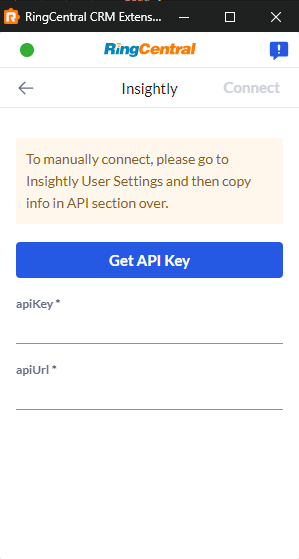 RingCentral CRM Extens...
RingCentral
Insightly
Connect
To manually connect, please go to
Insightly User Settings and then copy
info in API section over.
Get API Key
apiKey *
apiUrl *